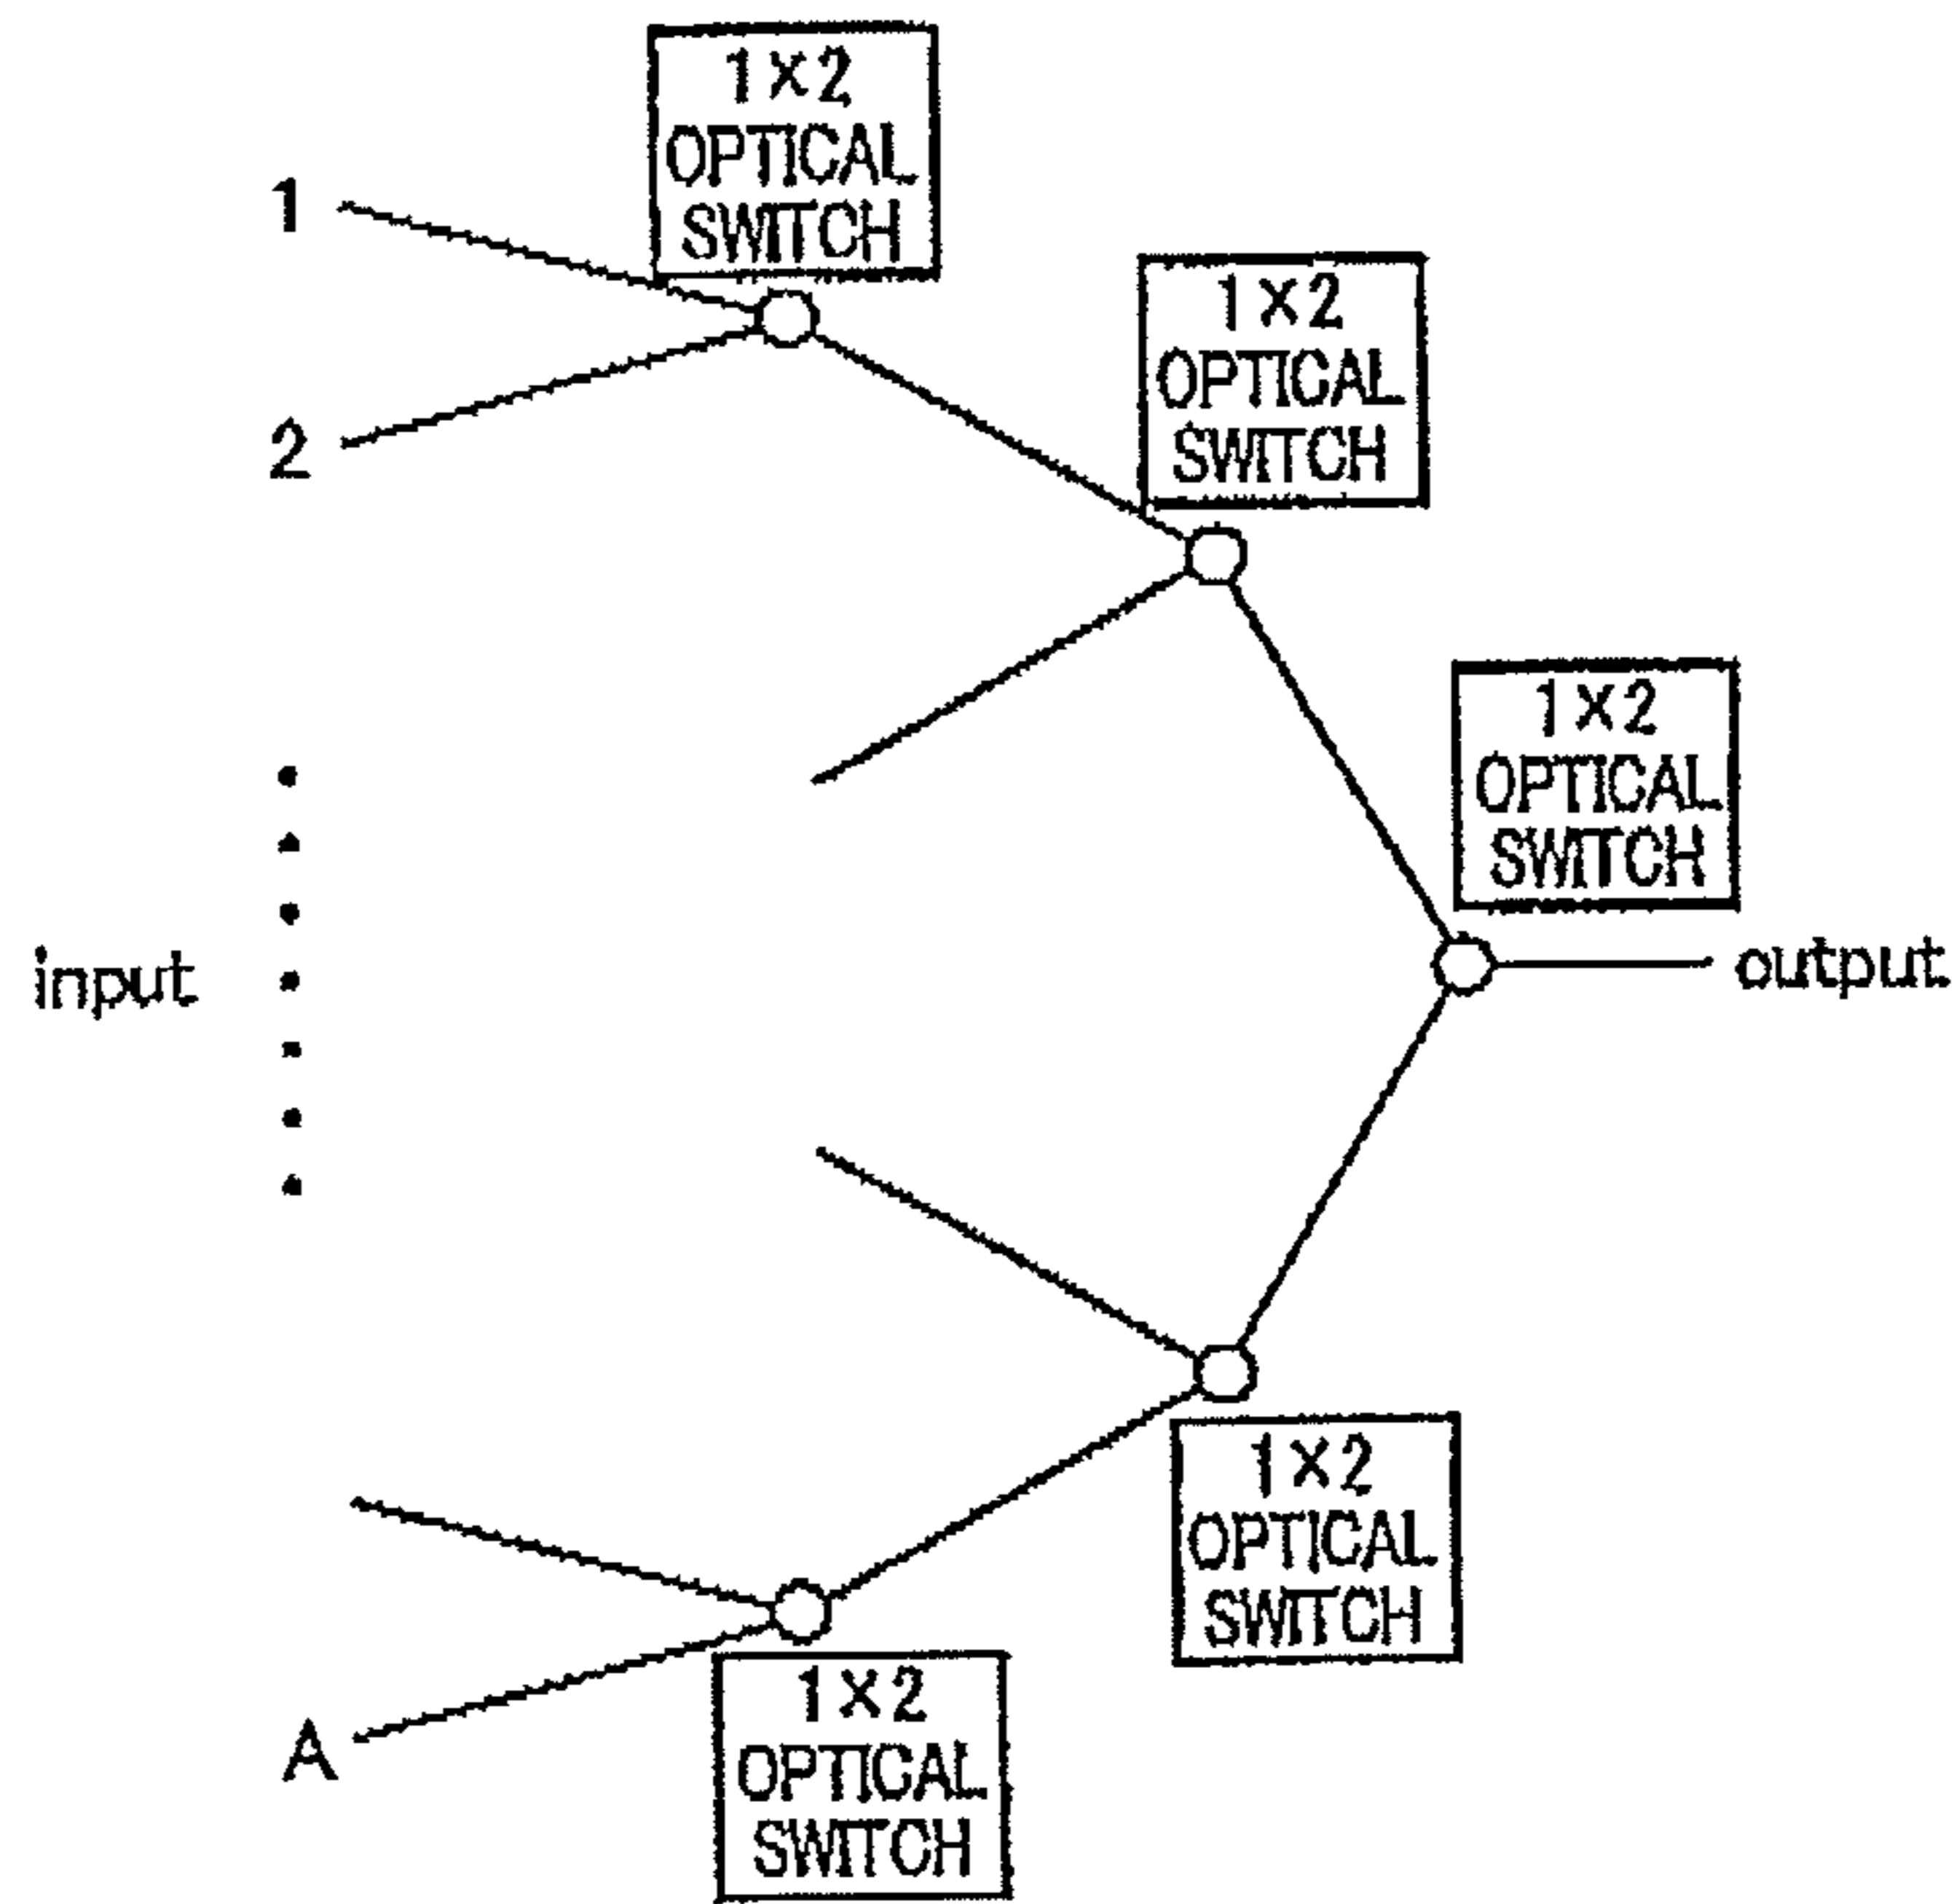 1×2
OPTICAL
SWITCH
1
1×2
OPTICAL
SWITCH
2
1×2
OPTICAL
SWITCH
input
output
1×2
OPTICAL
SWITCH
A
1×2
OPTICAL
SWITCH